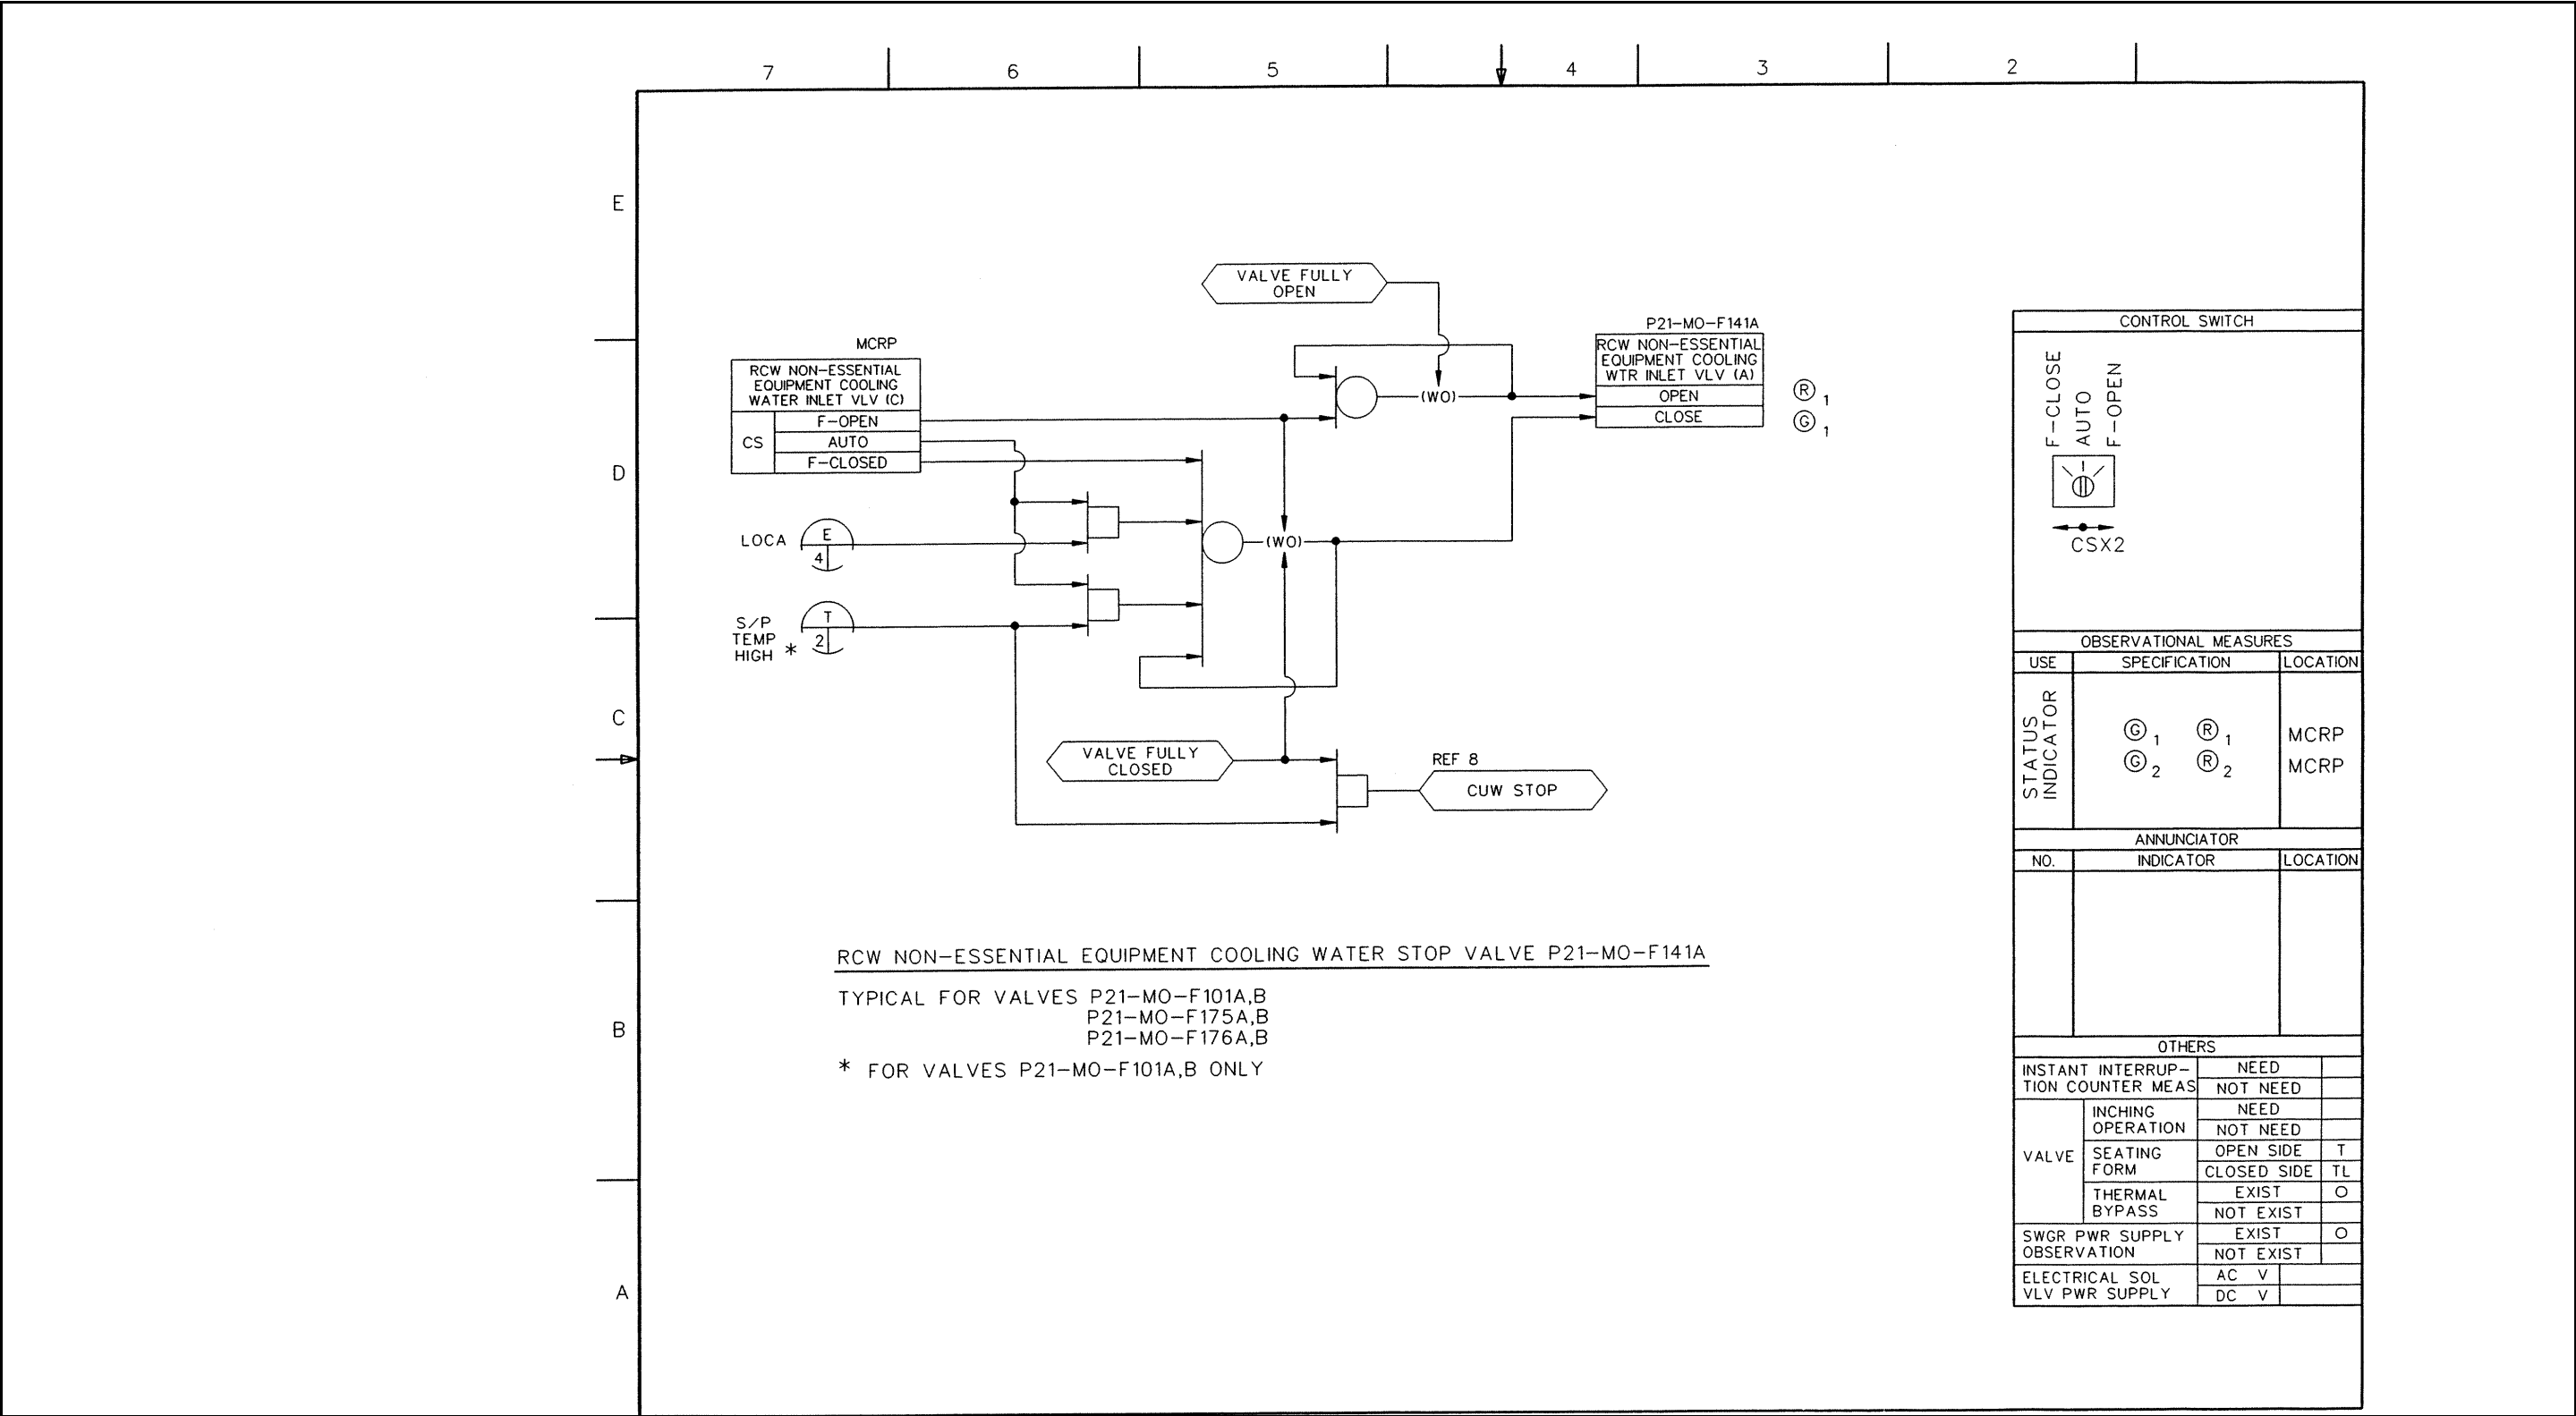 7 6 5 4 3 2
E
D
C
B
A
VALVE FULLY
OPEN
MCRP
RCW NON-ESSENTIAL
EQUIPMENT COOLING
WATER INLET VLV (C)
CS
F-OPEN
AUTO
F-CLOSED
LOCA
E
4
S/P
TEMP
HIGH *
T
2
(WO)
(WO)
P21-MO-F141A
RCW NON-ESSENTIAL
EQUIPMENT COOLING
WTR INLET VLV (A)
OPEN
CLOSE
R 1
G 1
VALVE FULLY
CLOSED
REF 8
CUW STOP
RCW NON-ESSENTIAL EQUIPMENT COOLING WATER STOP VALVE P21-MO-F141A
TYPICAL FOR VALVES P21-MO-F101A,B
P21-MO-F175A,B
P21-MO-F176A,B
* FOR VALVES P21-MO-F101A,B ONLY
CONTROL SWITCH
F-CLOSE
AUTO
F-OPEN
CSX2
OBSERVATIONAL MEASURES
USE SPECIFICATION LOCATION
STATUS
INDICATOR
G 1 R 1 MCRP
G 2 R 2 MCRP
ANNUNCIATOR
NO. INDICATOR LOCATION
OTHERS
INSTANT INTERRUP-
TION COUNTER MEAS
NEED
NOT NEED
VALVE
INCHING
OPERATION
NEED
NOT NEED
SEATING
FORM
OPEN SIDE T
CLOSED SIDE TL
THERMAL
BYPASS
EXIST O
NOT EXIST
SWGR PWR SUPPLY
OBSERVATION
EXIST O
NOT EXIST
ELECTRICAL SOL
VLV PWR SUPPLY
AC V
DC V